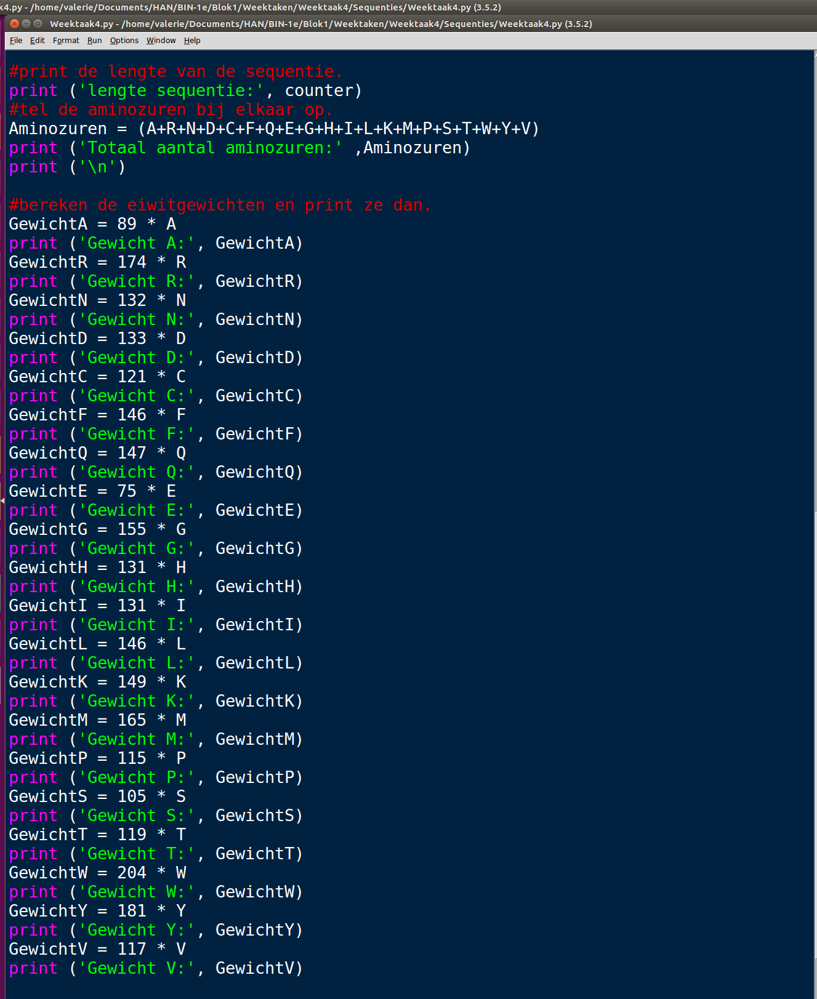 k4.py - /home/valerie/Documents/HAN/BIN-1e/Blok1/Weektaken/Weektaak4/Sequenties/Weektaak4.py (3.5.2)
Weektaak4.py - /home/valerie/Documents/HAN/BIN-1e/Blok1/Weektaken/Weektaak4/Sequenties/Weektaak4.py (3.5.2)
File Edit Format Run Options Window Help
#print de lengte van de sequentie.
print ('lengte sequentie:', counter)
#tel de aminozuren bij elkaar op.
Aminozuren = (A+R+N+D+C+F+Q+E+G+H+I+L+K+M+P+S+T+W+Y+V)
print ('Totaal aantal aminozuren:' ,Aminozuren)
print ('\n')
#bereken de eiwitgewichten en print ze dan.
GewichtA = 89 * A
print ('Gewicht A:', GewichtA)
GewichtR = 174 * R
print ('Gewicht R:', GewichtR)
GewichtN = 132 * N
print ('Gewicht N:', GewichtN)
GewichtD = 133 * D
print ('Gewicht D:', GewichtD)
GewichtC = 121 * C
print ('Gewicht C:', GewichtC)
GewichtF = 146 * F
print ('Gewicht F:', GewichtF)
GewichtQ = 147 * Q
print ('Gewicht Q:', GewichtQ)
GewichtE = 75 * E
print ('Gewicht E:', GewichtE)
GewichtG = 155 * G
print ('Gewicht G:', GewichtG)
GewichtH = 131 * H
print ('Gewicht H:', GewichtH)
GewichtI = 131 * I
print ('Gewicht I:', GewichtI)
GewichtL = 146 * L
print ('Gewicht L:', GewichtL)
GewichtK = 149 * K
print ('Gewicht K:', GewichtK)
GewichtM = 165 * M
print ('Gewicht M:', GewichtM)
GewichtP = 115 * P
print ('Gewicht P:', GewichtP)
GewichtS = 105 * S
print ('Gewicht S:', GewichtS)
GewichtT = 119 * T
print ('Gewicht T:', GewichtT)
GewichtW = 204 * W
print ('Gewicht W:', GewichtW)
GewichtY = 181 * Y
print ('Gewicht Y:', GewichtY)
GewichtV = 117 * V
print ('Gewicht V:', GewichtV)